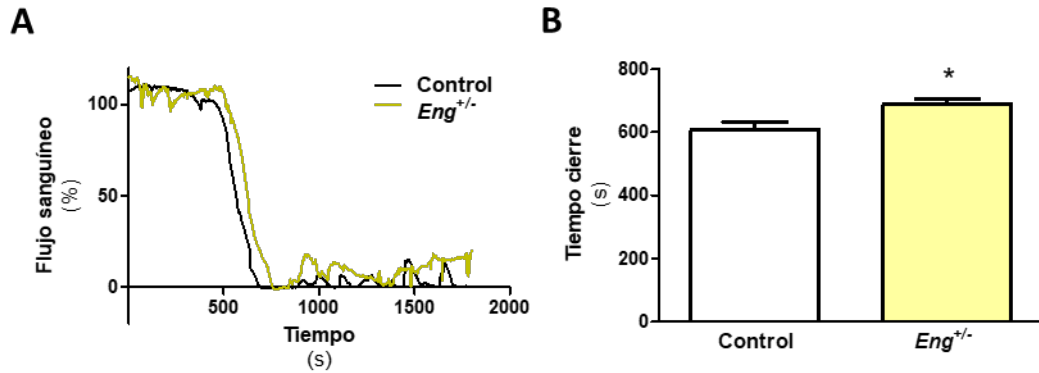 A
Flujo sanguíneo
(%)
100
50
0
Control
Eng+/-
500
1000
1500
2000
Tiempo
(s)
B
Tiempo cierre
(s)
800
600
400
200
0
*
Control
Eng+/-